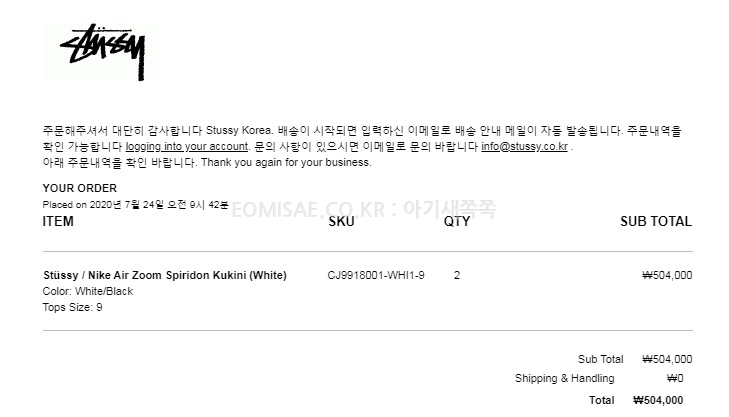 Stüssy
주문해주셔서 대단히 감사합니다 Stussy Korea. 배송이 시작되면 입력하신 이메일로 배송 안내 메일이 자동 발송됩니다. 주문내역을
확인 가능합니다 logging into your account. 문의 사항이 있으시면 이메일로 문의 바랍니다 info@stussy.co.kr .
아래 주문내역을 확인 바랍니다. Thank you again for your business.
YOUR ORDER
Placed on 2020년 7월 24일 오전 9시 42분
EOMISAE.CO.KR : 아기새쪽쪽
ITEM SKU QTY SUB TOTAL
Stüssy / Nike Air Zoom Spiridon Kukini (White) CJ9918001-WHI1-9 2 ₩504,000
Color: White/Black
Tops Size: 9
Sub Total ₩504,000
Shipping & Handling ₩0
Total ₩504,000